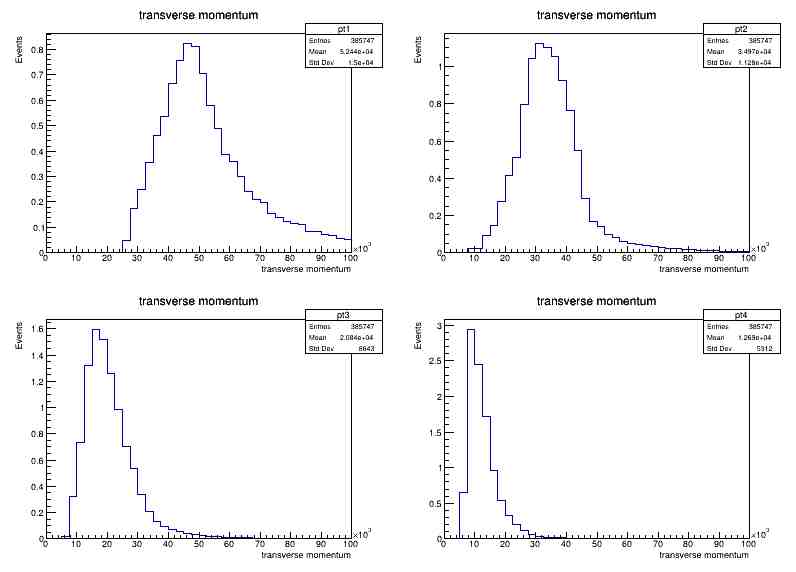 transverse momentum
pt1
Entries 385747
Mean 5.244e+04
Std Dev 1.5e+04
Events
0.8
0.7
0.6
0.5
0.4
0.3
0.2
0.1
0
0 10 20 30 40 50 60 70 80 90 100
×10³
transverse momentum
transverse momentum
pt2
Entries 385747
Mean 3.497e+04
Std Dev 1.128e+04
Events
1
0.8
0.6
0.4
0.2
0
0 10 20 30 40 50 60 70 80 90 100
×10³
transverse momentum
transverse momentum
pt3
Entries 385747
Mean 2.084e+04
Std Dev 8643
Events
1.6
1.4
1.2
1
0.8
0.6
0.4
0.2
0
0 10 20 30 40 50 60 70 80 90 100
×10³
transverse momentum
transverse momentum
pt4
Entries 385747
Mean 1.269e+04
Std Dev 5312
Events
3
2.5
2
1.5
1
0.5
0
0 10 20 30 40 50 60 70 80 90 100
×10³
transverse momentum